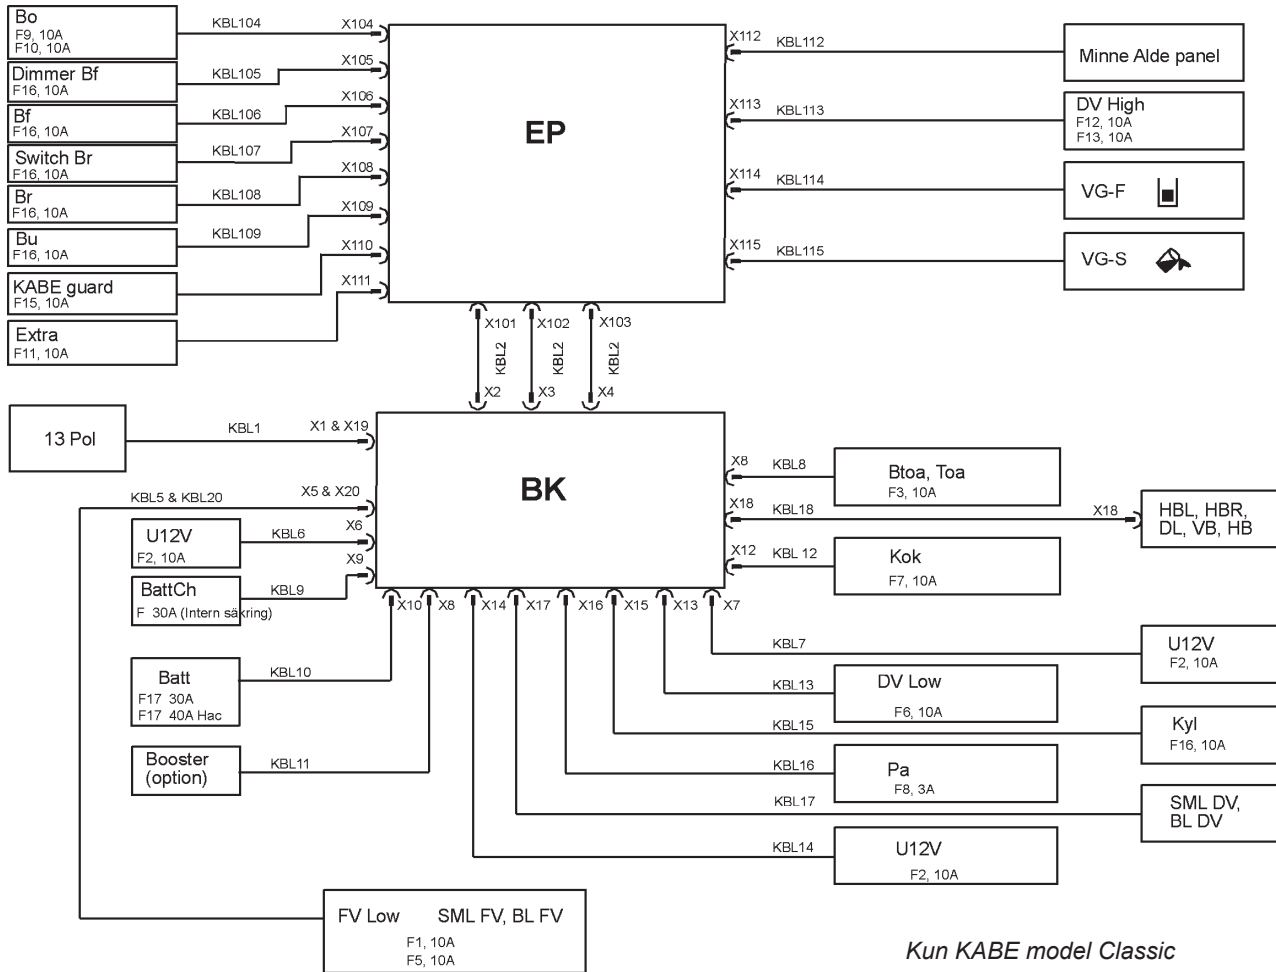 Bo
F9, 10A
F10, 10A
KBL104
X104
Dimmer Bf
F16, 10A
KBL105
X105
Bf
F16, 10A
KBL106
X106
Switch Br
F16, 10A
KBL107
X107
Br
F16, 10A
KBL108
X108
Bu
F16, 10A
KBL109
X109
KABE guard
F15, 10A
X110
Extra
F11, 10A
X111
EP
X112
KBL112
Minne Alde panel
X113
KBL113
DV High
F12, 10A
F13, 10A
X114
KBL114
VG-F
X115
KBL115
VG-S
X101
X102
X103
KBL2
KBL2
KBL2
X2
X3
X4
13 Pol
KBL1
X1 & X19
KBL5 & KBL20
X5 & X20
U12V
F2, 10A
KBL6
X6
BattCh
F 30A (Intern säkring)
KBL9
X9
BK
X8
KBL8
Btoa, Toa
F3, 10A
X18
KBL18
X18
HBL, HBR,
DL, VB, HB
X12
KBL 12
Kok
F7, 10A
X10
X8
X14
X17
X16
X15
X13
X7
Batt
F17 30A
F17 40A Hac
KBL10
Booster
(option)
KBL11
KBL7
U12V
F2, 10A
KBL13
DV Low
F6, 10A
KBL15
Kyl
F16, 10A
KBL16
Pa
F8, 3A
KBL17
SML DV,
BL DV
KBL14
U12V
F2, 10A
FV Low SML FV, BL FV
F1, 10A
F5, 10A
Kun KABE model Classic